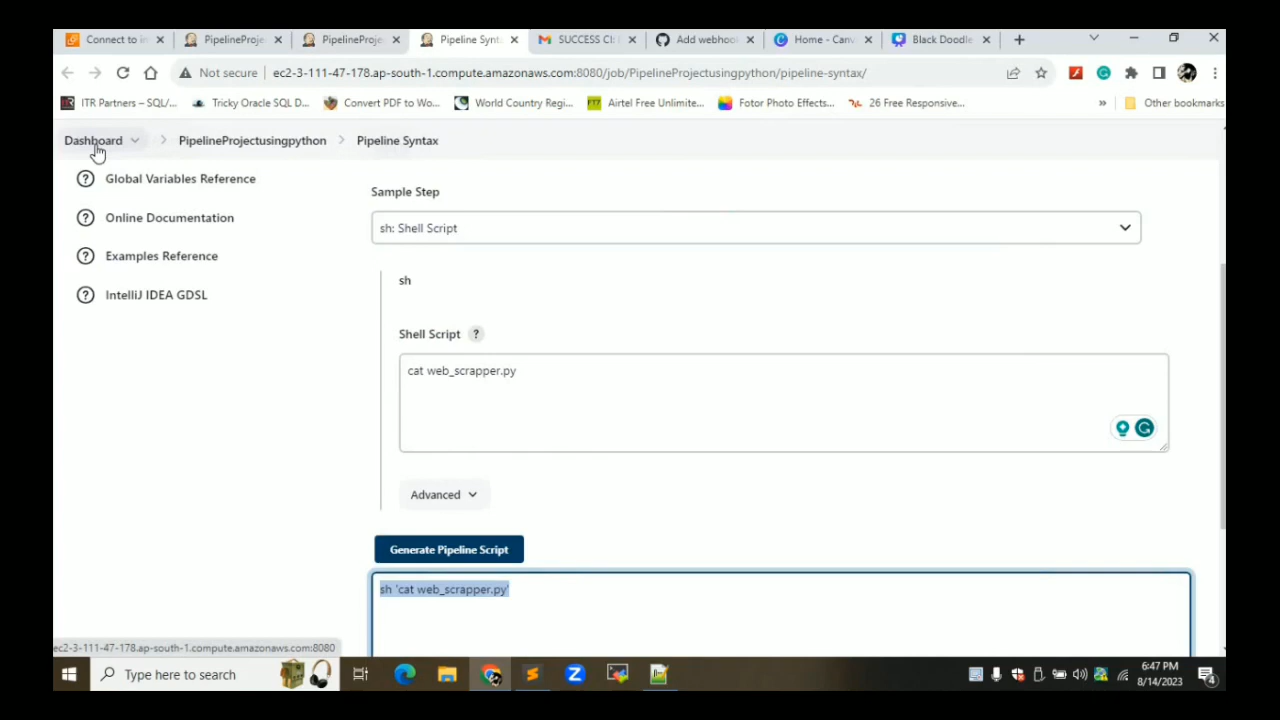 Connect to in
PipelineProje
PipelineProje
Pipeline Synt
SUCCESS CI:
Add webhook
Home - Canv
Black Doodle
Not secure
ec2-3-111-47-178.ap-south-1.compute.amazonaws.com:8080/job/PipelineProjectusingpython/pipeline-syntax/
ITR Partners – SQL/...
Tricky Oracle SQL D...
Convert PDF to Wo...
World Country Regi...
Airtel Free Unlimite...
Fotor Photo Effects...
26 Free Responsive...
»
Other bookmarks
Dashboard
PipelineProjectusingpython
Pipeline Syntax
Global Variables Reference
Online Documentation
Examples Reference
IntelliJ IDEA GDSL
Sample Step
sh: Shell Script
sh
Shell Script ?
cat web_scrapper.py
Advanced
Generate Pipeline Script
sh 'cat web_scrapper.py'
ec2-3-111-47-178.ap-south-1.compute.amazonaws.com:8080
Type here to search
6:47 PM
8/14/2023
4